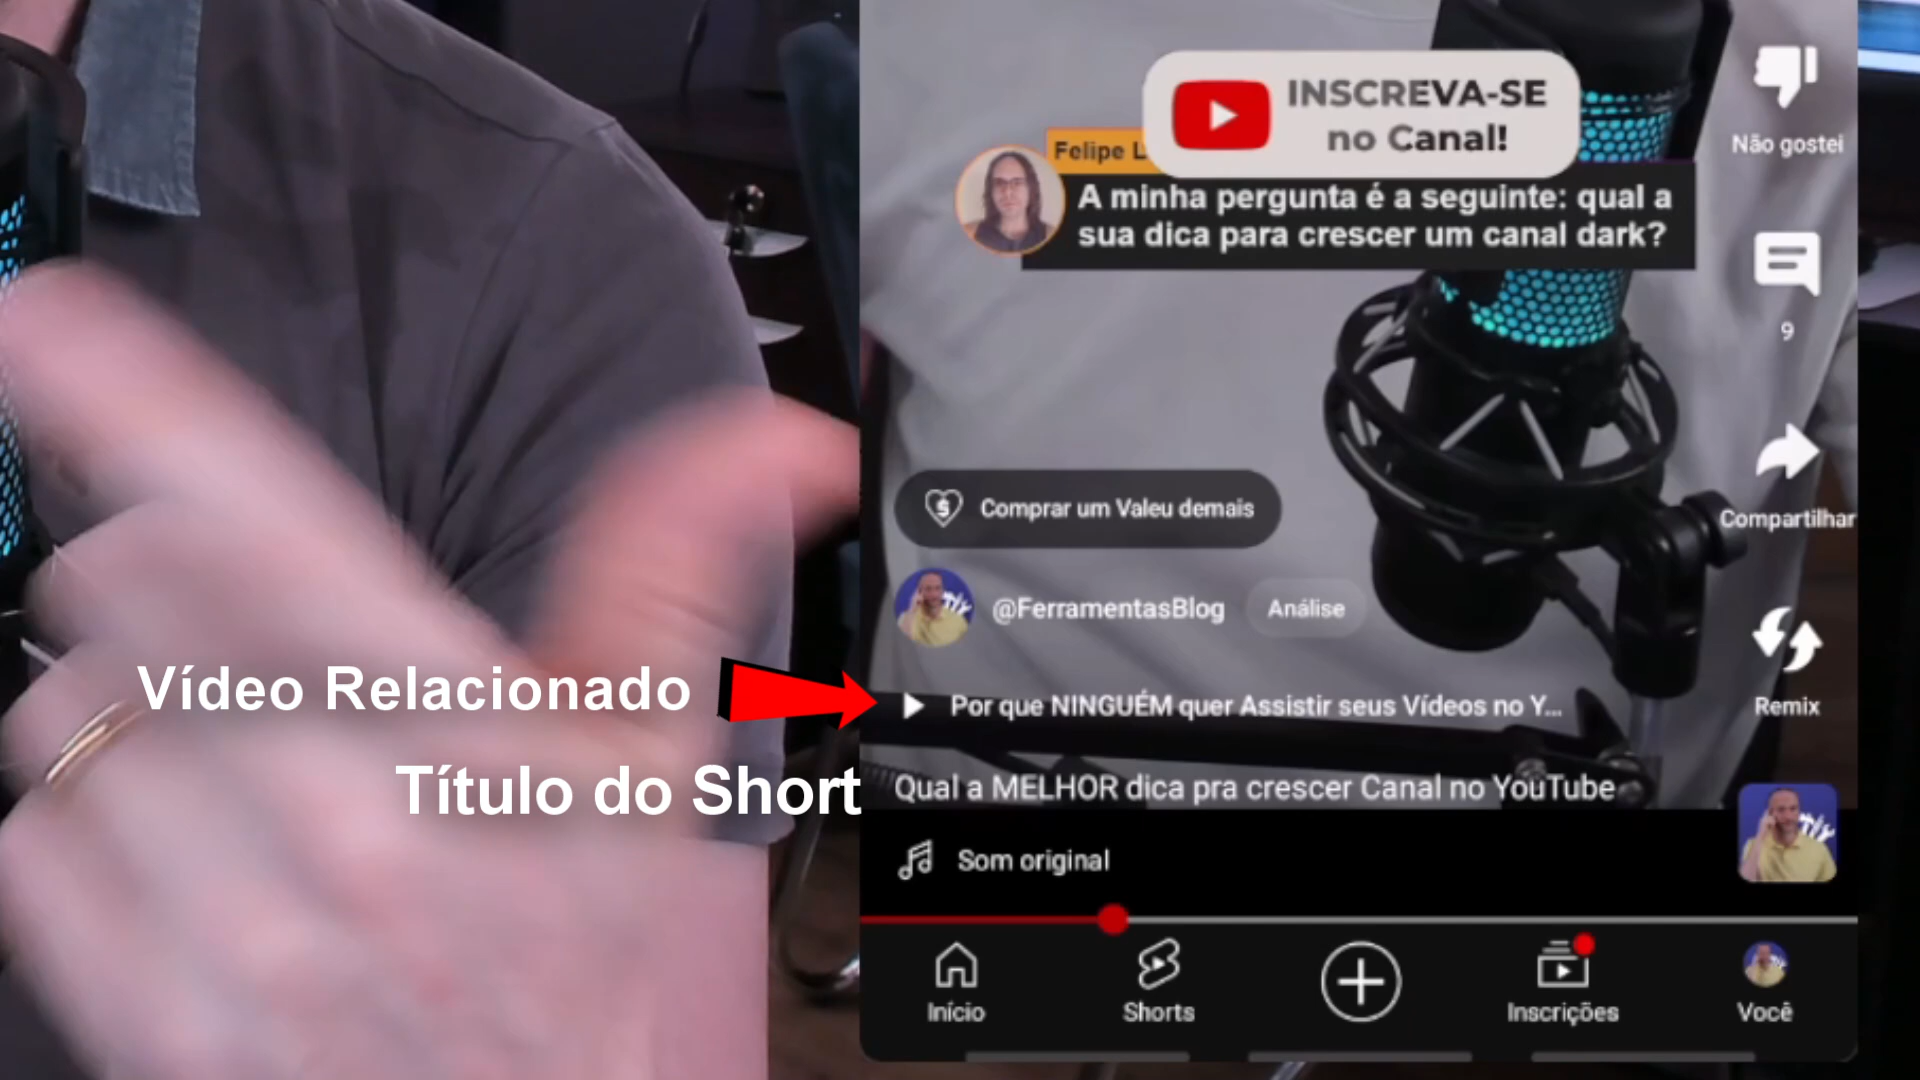 INSCREVA-SE
no Canal!
Felipe L
A minha pergunta é a seguinte: qual a
sua dica para crescer um canal dark?
Não gostei
9
Compartilhar
Comprar um Valeu demais
@FerramentasBlog
Análise
Vídeo Relacionado
Por que NINGUÉM quer Assistir seus Vídeos no Y...
Remix
Título do Short
Qual a MELHOR dica pra crescer Canal no YouTube
Som original
Início
Shorts
Inscrições
Você